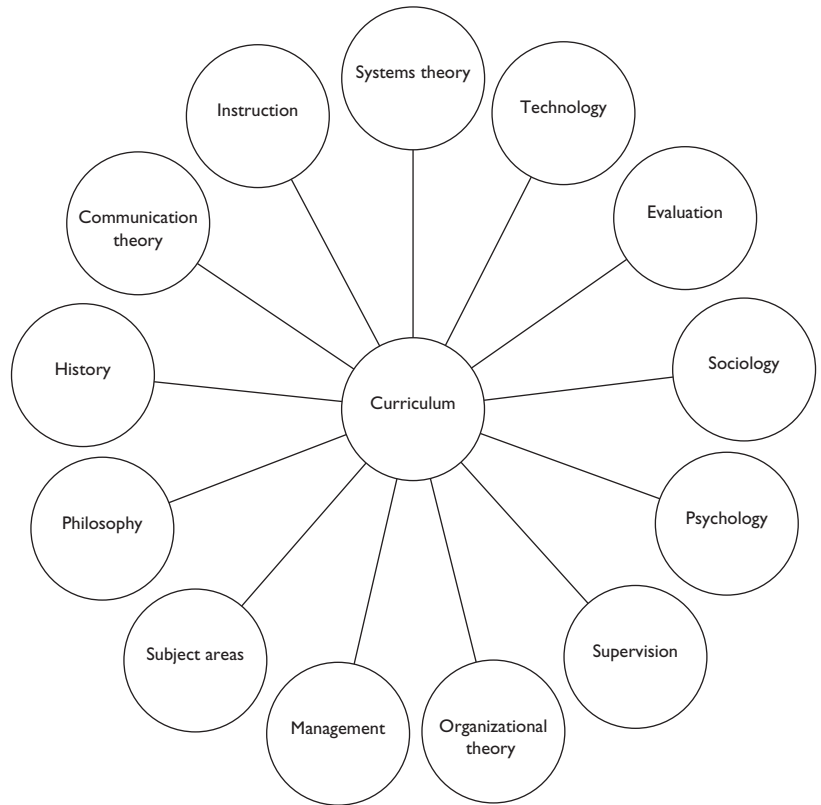 Systems theory
Technology
Instruction
Evaluation
Communication
theory
Sociology
History
Curriculum
Psychology
Philosophy
Supervision
Subject areas
Organizational
theory
Management